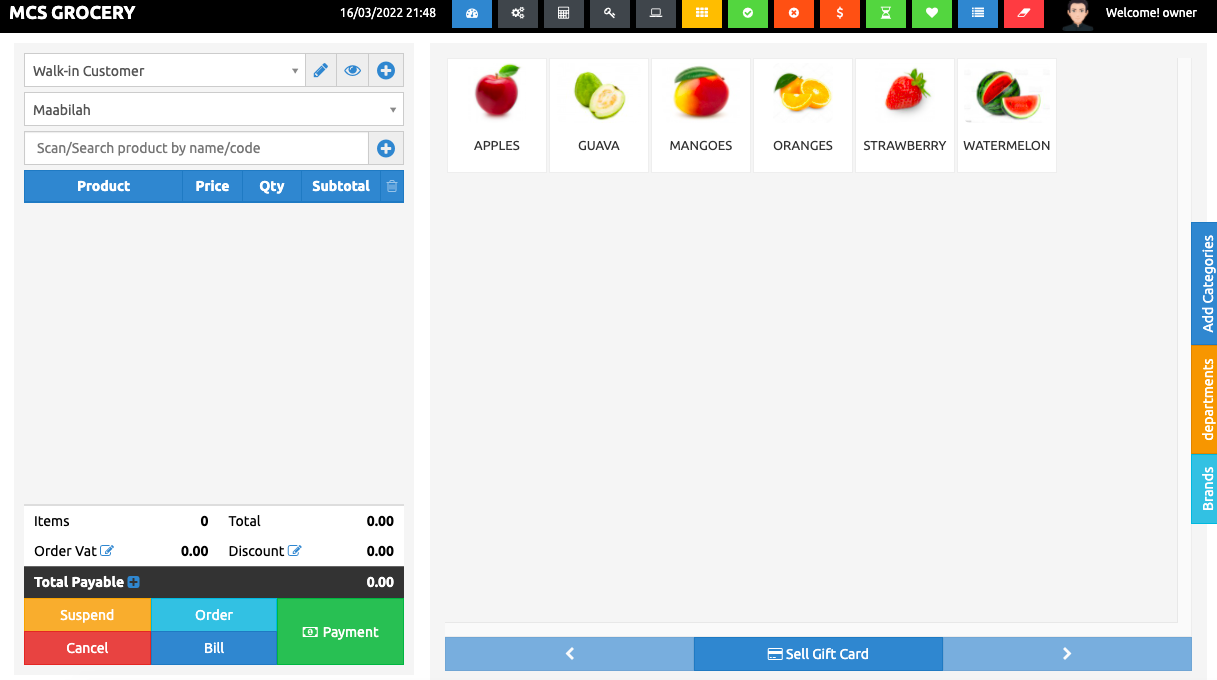 MCS GROCERY
16/03/2022 21:48
Welcome! owner
Walk-in Customer
Maabilah
Scan/Search product by name/code
Product Price Qty Subtotal
APPLES GUAVA MANGOES ORANGES STRAWBERRY WATERMELON
Add Categories
departments
Brands
Items 0 Total 0.00
Order Vat 0.00 Discount 0.00
Total Payable 0.00
Suspend Order
Payment
Cancel Bill
Sell Gift Card